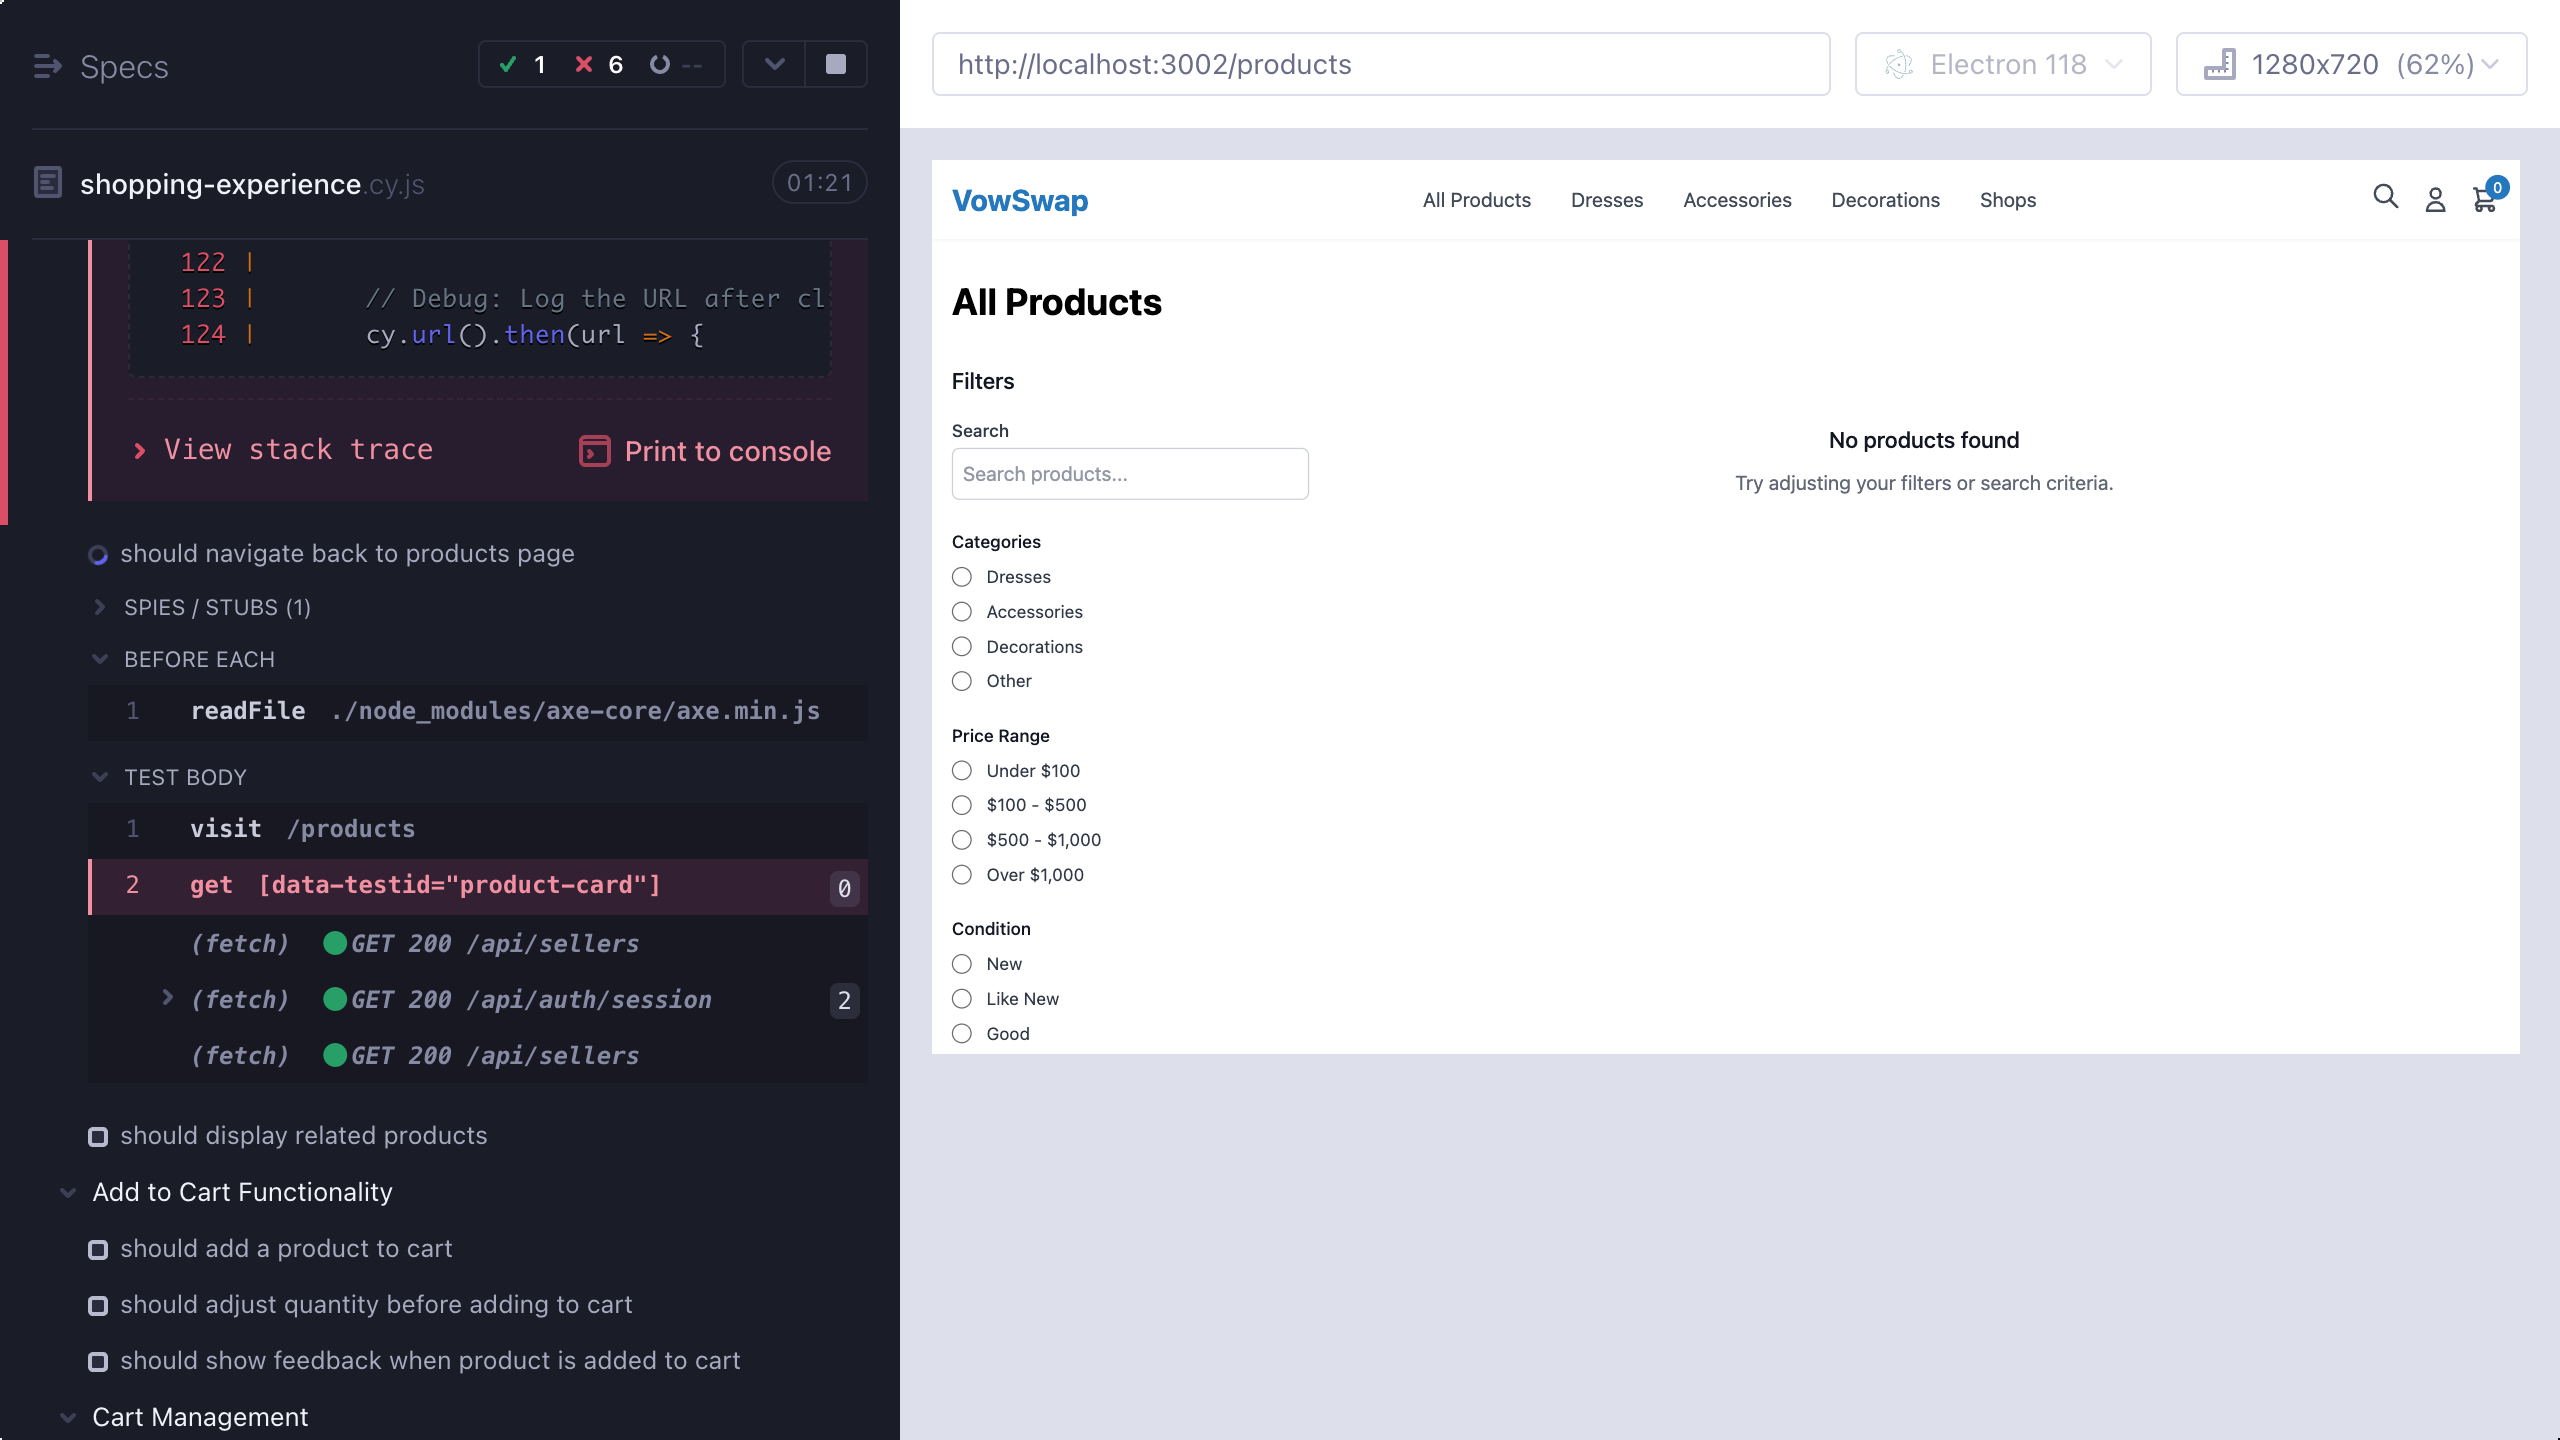 Specs
1
6
--
shopping-experience.cy.js
01:21
122 |
123 | // Debug: Log the URL after cl
124 | cy.url().then(url => {
View stack trace
Print to console
should navigate back to products page
SPIES / STUBS (1)
BEFORE EACH
1 readFile ./node_modules/axe-core/axe.min.js
TEST BODY
1 visit /products
2 get [data-testid="product-card"] 0
(fetch) GET 200 /api/sellers
(fetch) GET 200 /api/auth/session 2
(fetch) GET 200 /api/sellers
should display related products
Add to Cart Functionality
should add a product to cart
should adjust quantity before adding to cart
should show feedback when product is added to cart
Cart Management
http://localhost:3002/products
Electron 118
1280x720 (62%)
VowSwap
All Products
Dresses
Accessories
Decorations
Shops
0
All Products
Filters
Search
Search products...
Categories
Dresses
Accessories
Decorations
Other
Price Range
Under $100
$100 - $500
$500 - $1,000
Over $1,000
Condition
New
Like New
Good
No products found
Try adjusting your filters or search criteria.